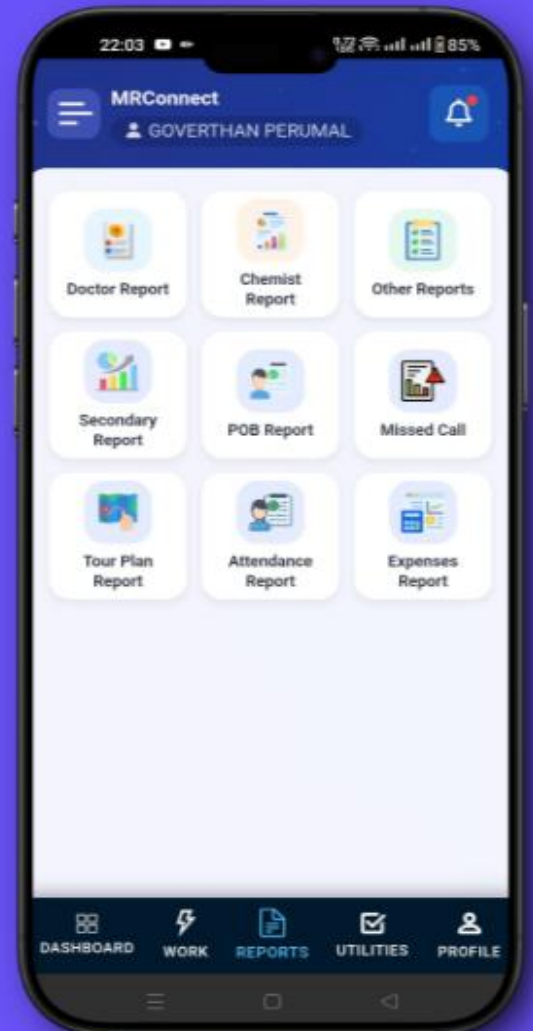 22:03
85%
MRConnect
GOVERTHAN PERUMAL
Doctor Report
Chemist
Report
Other Reports
Secondary
Report
POB Report
Missed Call
Tour Plan
Report
Attendance
Report
Expenses
Report
DASHBOARD
WORK
REPORTS
UTILITIES
PROFILE